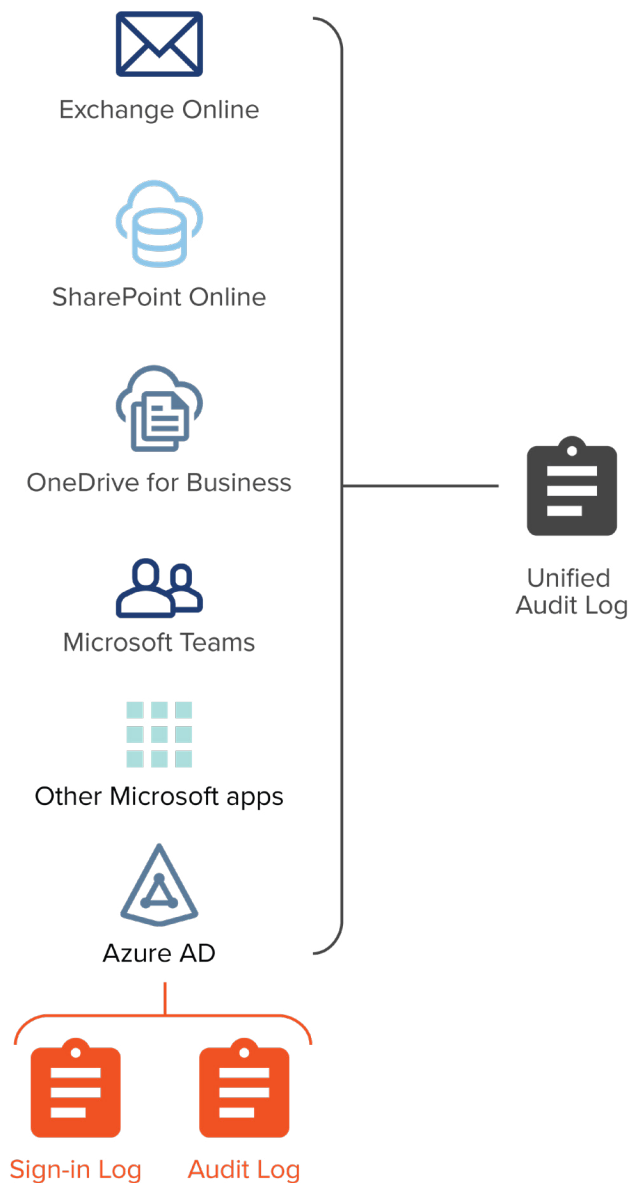 Exchange Online
SharePoint Online
OneDrive for Business
Unified
Audit Log
Microsoft Teams
Other Microsoft apps
Azure AD
Sign-in Log
Audit Log